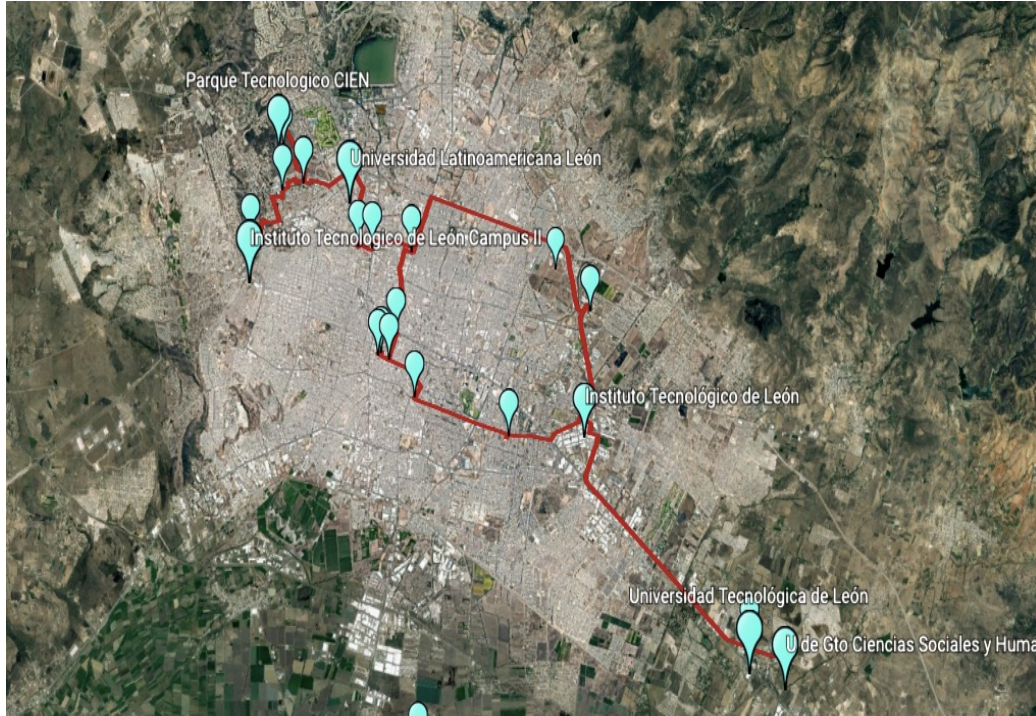 Parque Tecnologico CIEN
Universidad Latinoamericana León
Instituto Tecnológico de León Campus II
Instituto Tecnológico de León
Universidad Tecnológica de León
U de Gto Ciencias Sociales y Huma